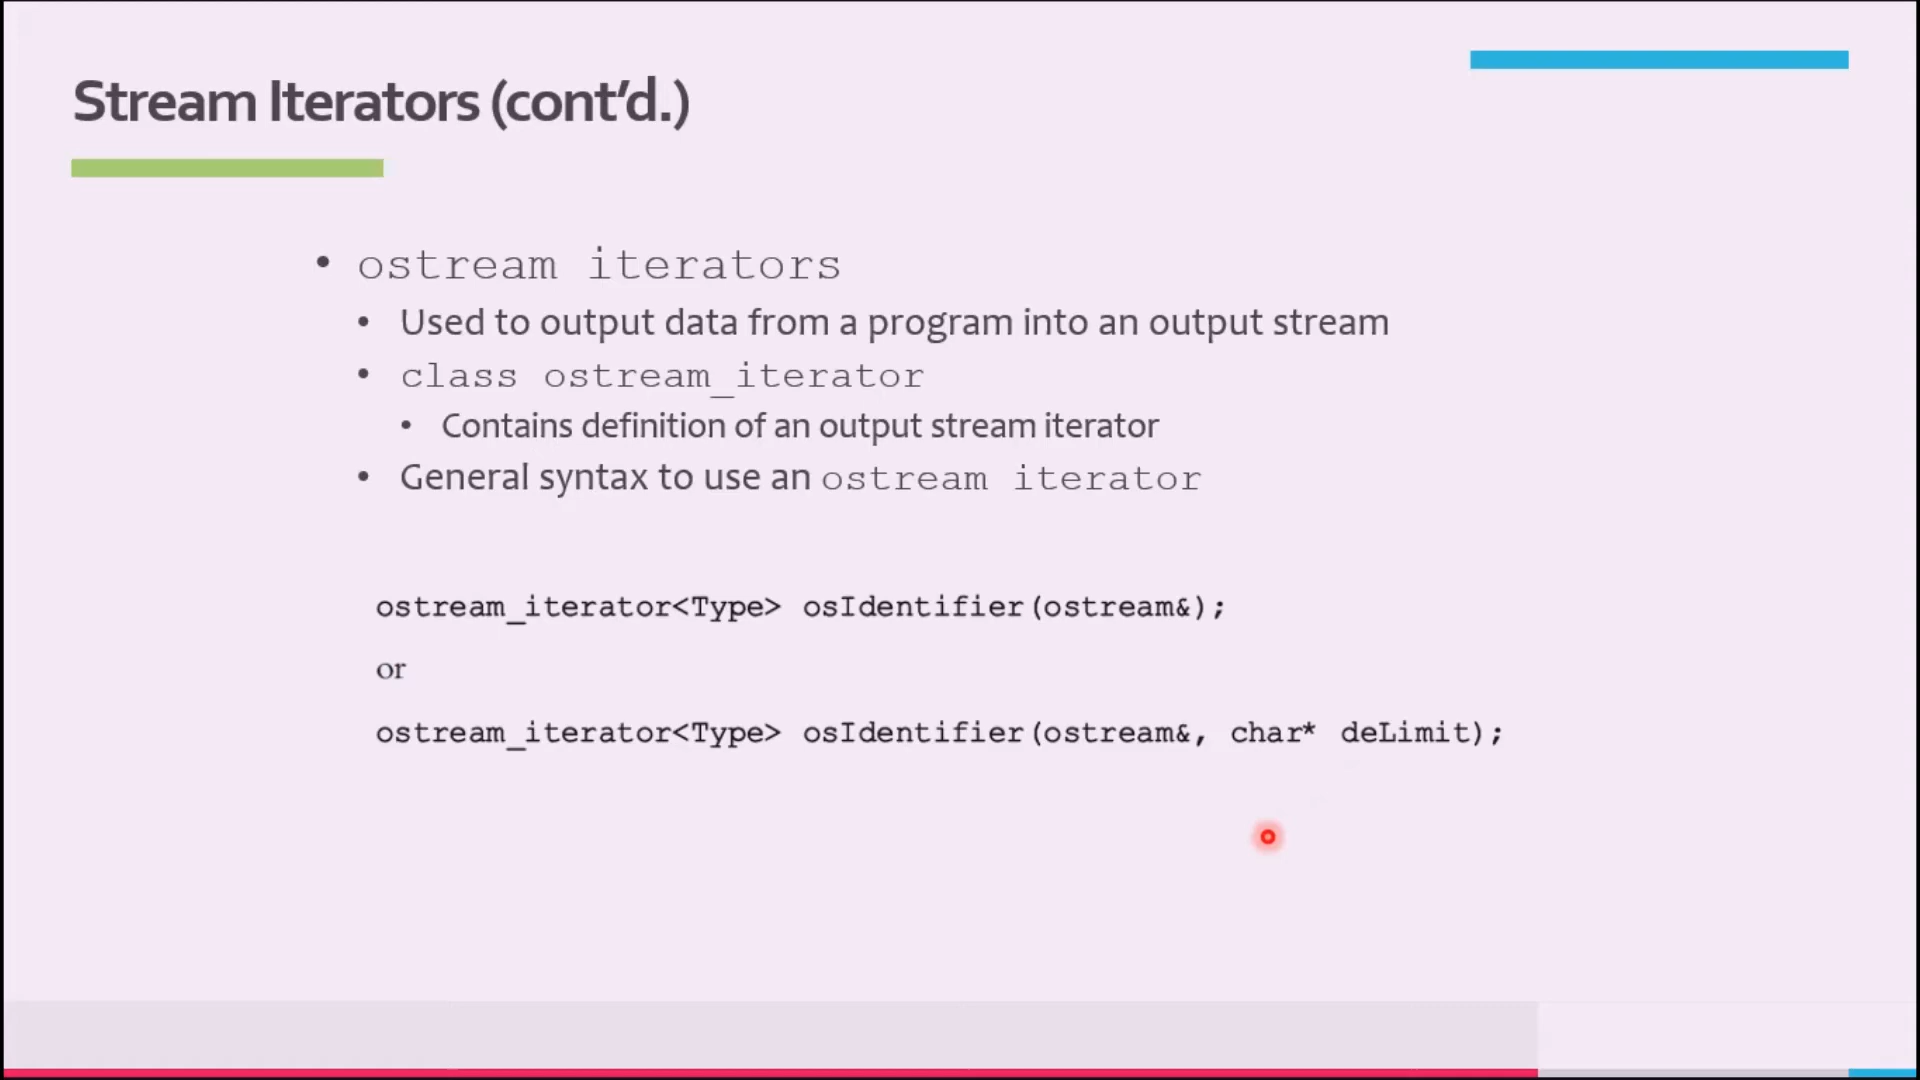 Stream Iterators (cont’d.)
• ostream iterators
• Used to output data from a program into an output stream
• class ostream_iterator
• Contains definition of an output stream iterator
• General syntax to use an ostream iterator
ostream_iterator<Type> osIdentifier(ostream&);
or
ostream_iterator<Type> osIdentifier(ostream&, char* deLimit);